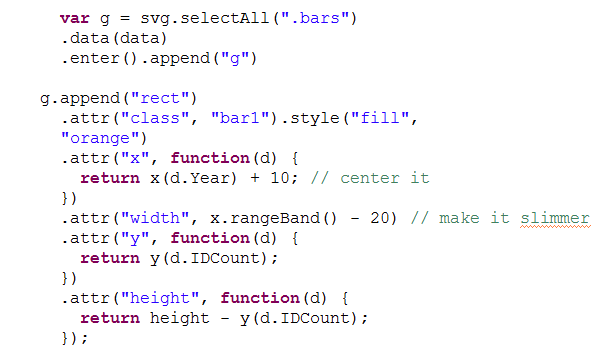 var g = svg.selectAll(".bars")
.data(data)
.enter().append("g")
g.append("rect")
.attr("class", "bar1").style("fill",
"orange")
.attr("x", function(d) {
return x(d.Year) + 10; // center it
})
.attr("width", x.rangeBand() - 20) // make it slimmer
.attr("y", function(d) {
return y(d.IDCount);
})
.attr("height", function(d) {
return height - y(d.IDCount);
});